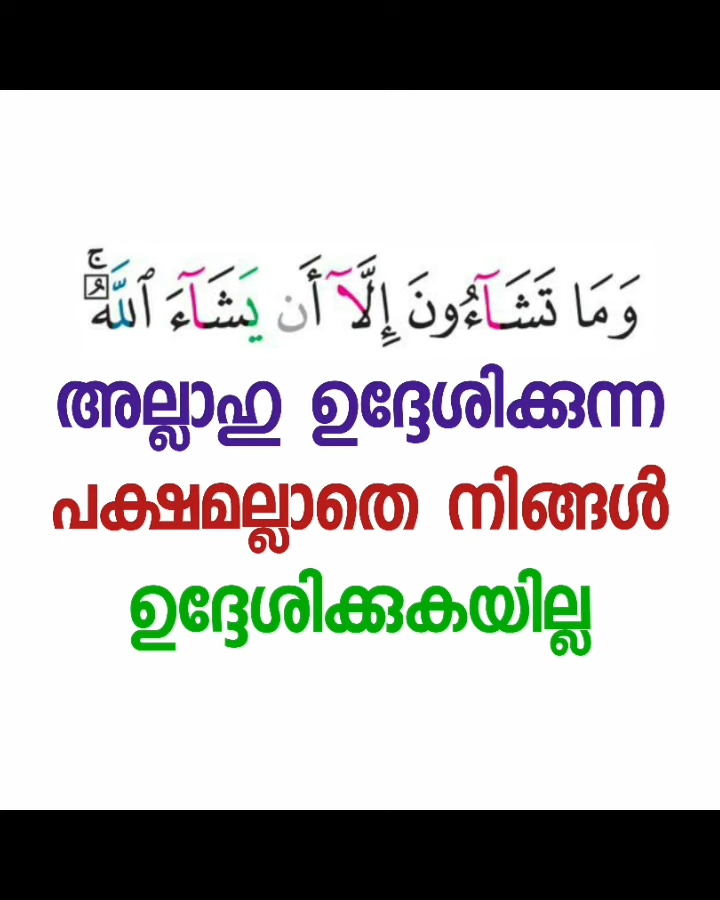 وَمَا تَشَآءُونَ إِلَّآ أَن يَشَآءَ ٱللَّهُۚ
അല്ലാഹു ഉദ്ദേശിക്കുന്ന
പക്ഷമല്ലാതെ നിങ്ങൾ
ഉദ്ദേശിക്കുകയില്ല